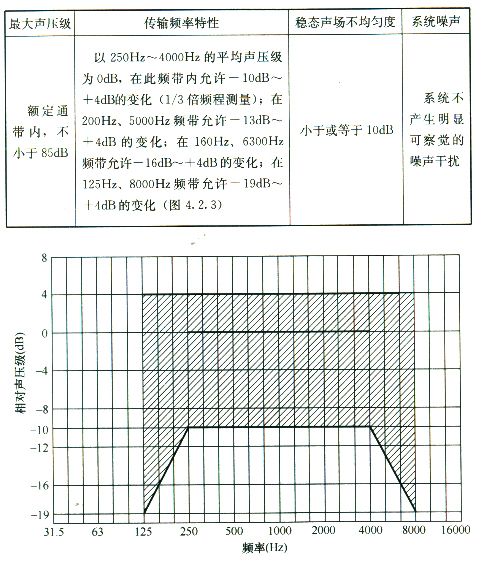 最大声压级 传输频率特性 稳态声场不均匀度 系统噪声
额定通
带内，不
小于 85dB
以 250Hz～4000Hz 的平均声压级
为 0dB，在此频带内允许－10dB～
＋4dB的变化（1/3 倍频程测量）；在
200Hz、5000Hz 频带允许－13dB～
＋4dB 的变化；在 160Hz、6300Hz
频带允许－16dB～＋4dB 的变化；在
125Hz、8000Hz 频带允许－19dB～
＋4dB 的变化（图 4.2.3）
小于或等于 10dB
系统不
产生明显
可察觉的
噪声干扰
相对声压级(dB)
8
4
0
-4
-8
-10
-12
-16
-19
31.5 63 125 250 500 1000 2000 4000 8000 16000
频率(Hz)